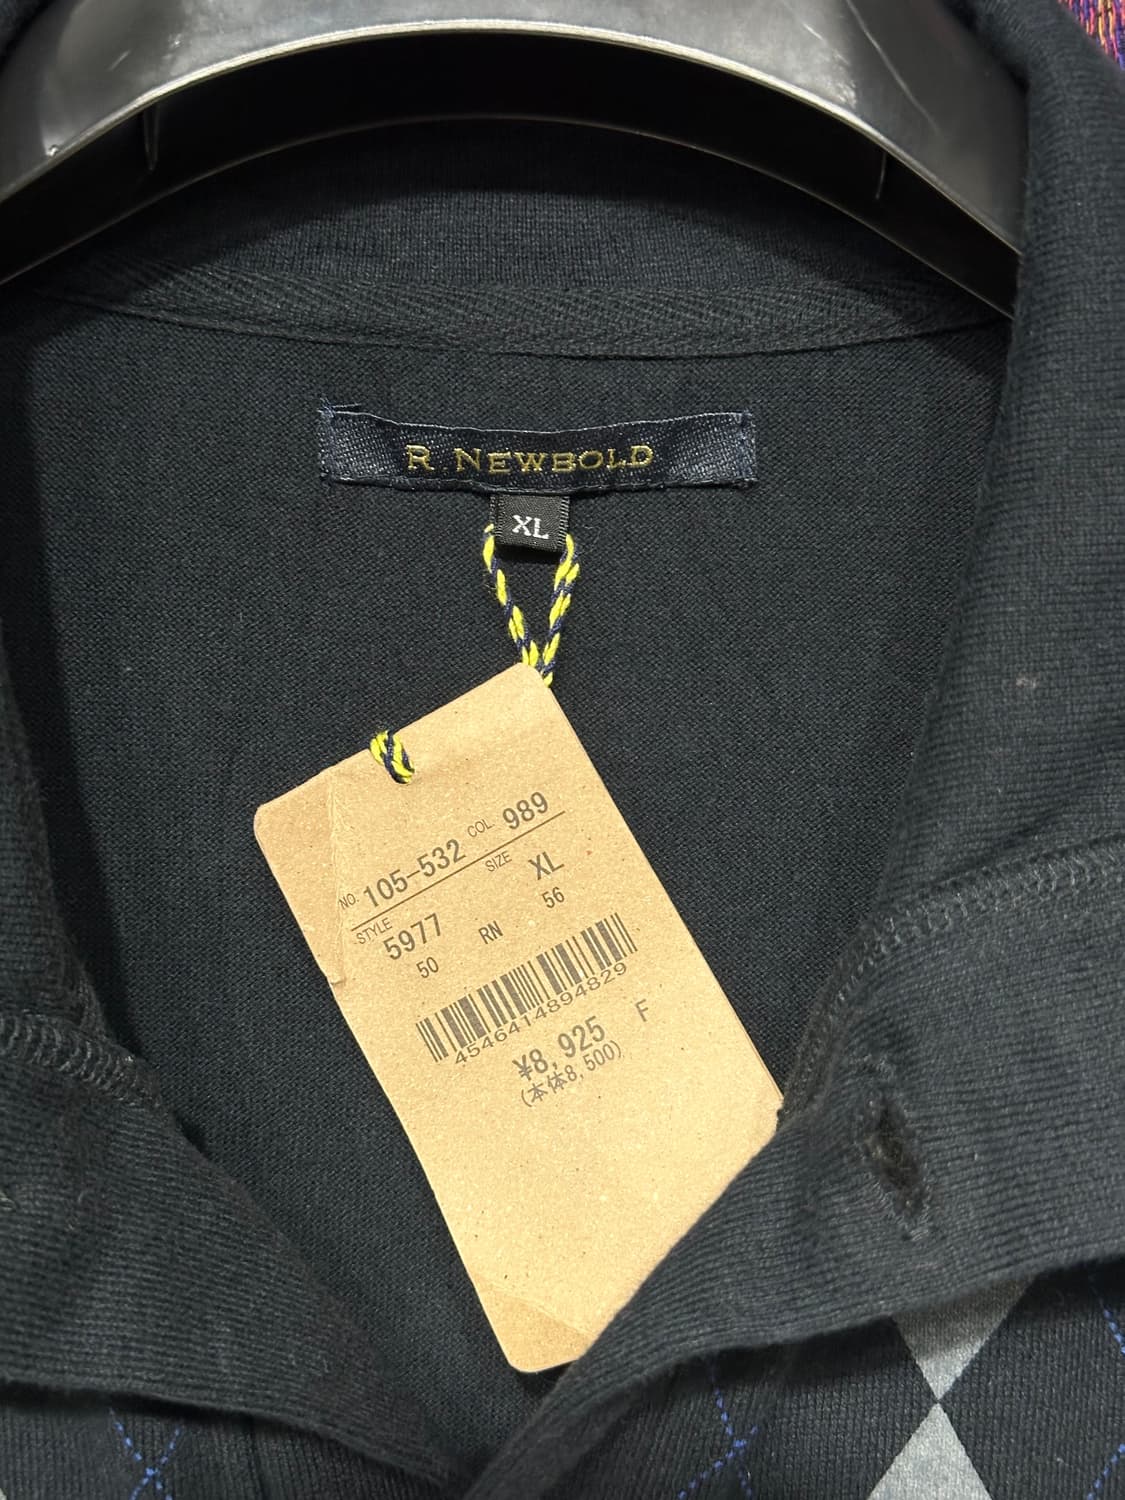 R. NEWBOLD
XL
NO. 105-532 COL 989
STYLE 5977 SIZE XL
50 RN 56
4546414894829
¥8,925 F
(本体8,500)